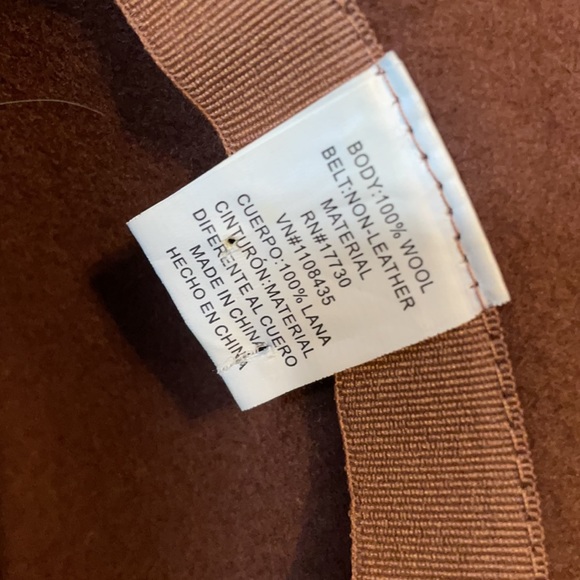 BODY:100% WOOL
BELT:NON-LEATHER
MATERIAL
RN#17730
VN#1108435
CUERPO:100% LANA
CINTURÓN:MATERIAL
DIFERENTE AL CUERO
MADE IN CHINA
HECHO EN CHINA